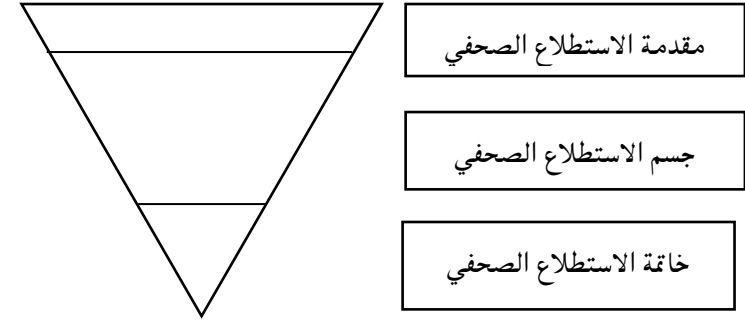 مقدمة الاستطلاع الصحفي
جسم الاستطلاع الصحفي
خاتمة الاستطلاع الصحفي